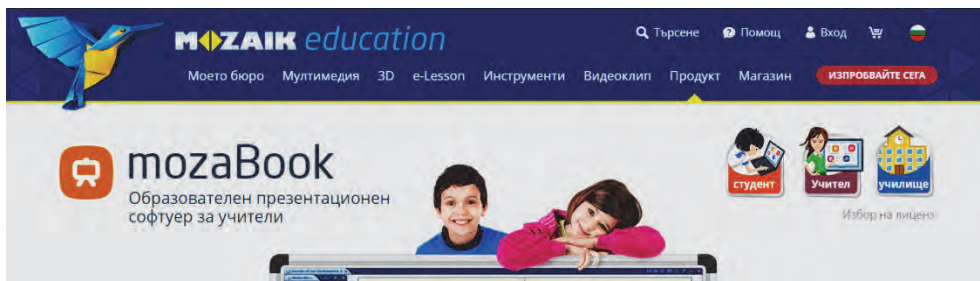 MOZAIK education
Търсене Помощ Вход
Моето бюро Мултимедия 3D e-Lesson Инструменти Видеоклип Продукт Магазин ИЗПРОБВАЙТЕ СЕГА
mozaBook
Образователен презентационен
софтуер за учители
студент Учител училище
Избор на лиценз